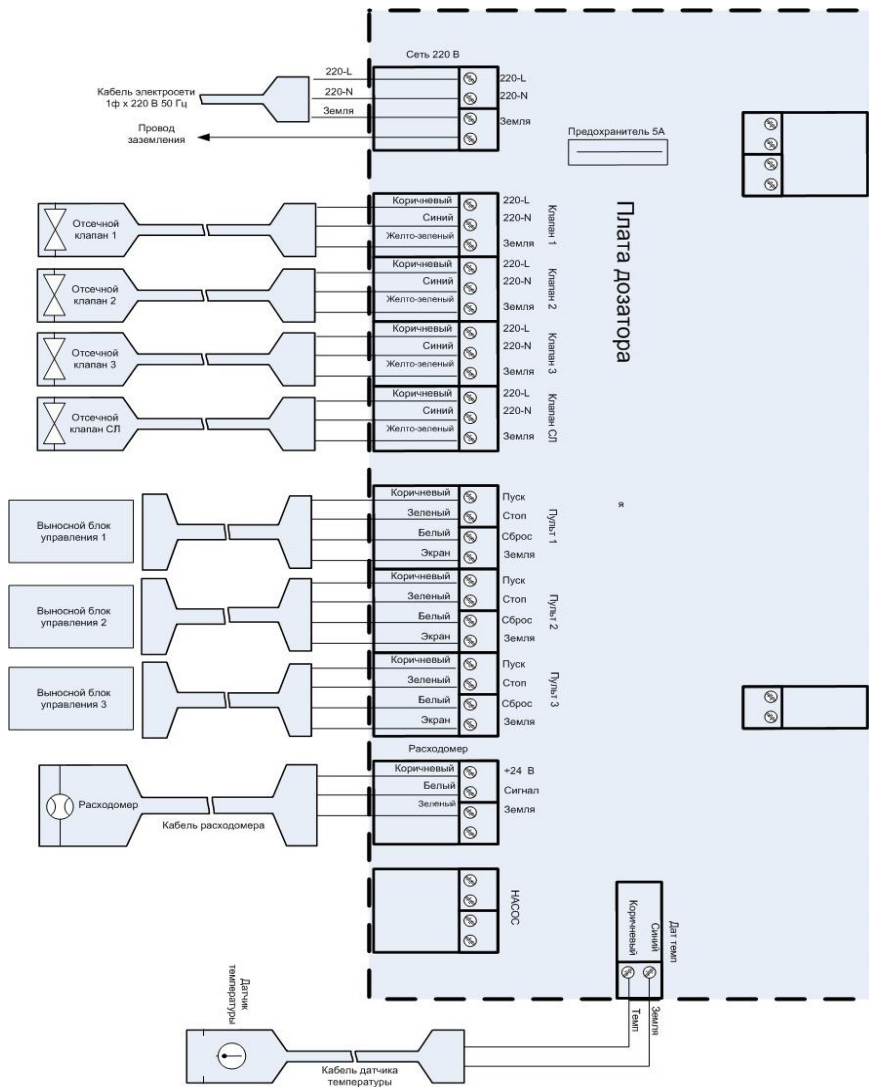 Сеть 220 В
220-L
220-L
Кабель электросети
1ф х 220 В 50 Гц
220-N
220-N
Земля
Земля
Провод
заземления
Предохранитель 5А
Плата дозатора
Отсечной
клапан 1
Коричневый
220-L
Синий
220-N
Желто-зеленый
Земля
Клапан 1
Отсечной
клапан 2
Коричневый
220-L
Синий
220-N
Желто-зеленый
Земля
Клапан 2
Отсечной
клапан 3
Коричневый
220-L
Синий
220-N
Желто-зеленый
Земля
Клапан 3
Отсечной
клапан СЛ
Коричневый
220-L
Синий
220-N
Желто-зеленый
Земля
Клапан СЛ
Выносной блок
управления 1
Коричневый
Пуск
Зеленый
Стоп
Белый
Сброс
Экран
Земля
Пульт 1
я
Выносной блок
управления 2
Коричневый
Пуск
Зеленый
Стоп
Белый
Сброс
Экран
Земля
Пульт 2
Выносной блок
управления 3
Коричневый
Пуск
Зеленый
Стоп
Белый
Сброс
Экран
Земля
Пульт 3
Расходомер
Расходомер
Кабель расходомера
Коричневый
+24 В
Белый
Сигнал
Зеленый
Земля
НАСОС
Дат темп
Синий
Коричневый
Темп
Земля
Датчик
температуры
Кабель датчика
температуры